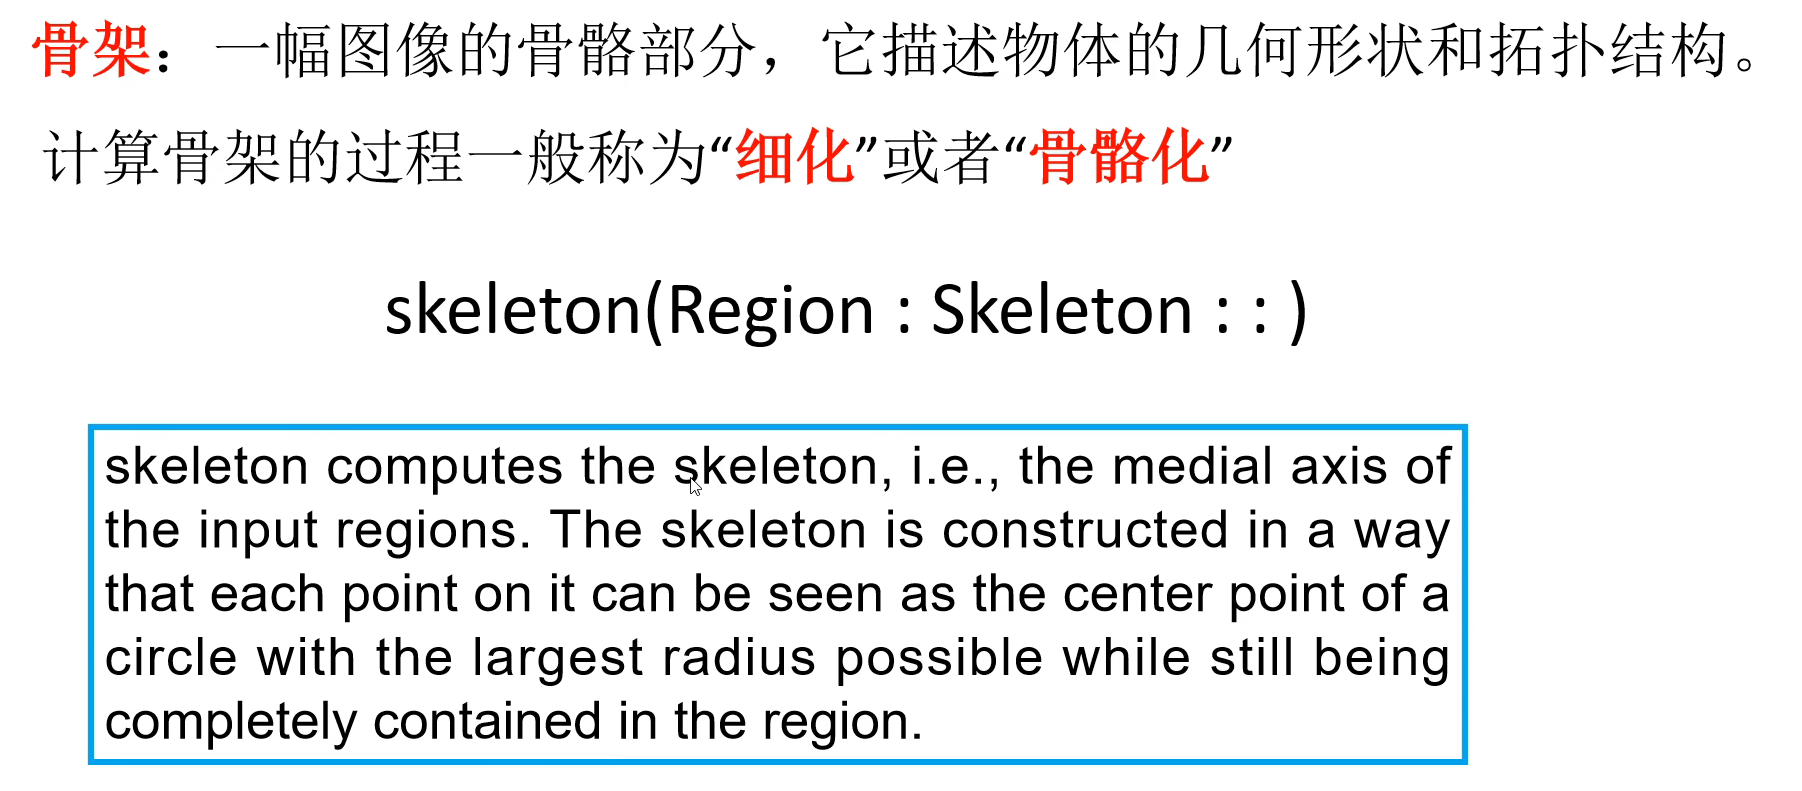 骨架：一幅图像的骨骼部分，它描述物体的几何形状和拓扑结构。
计算骨架的过程一般称为“细化”或者“骨骼化”
skeleton(Region : Skeleton : : )
skeleton computes the skeleton, i.e., the medial axis of
the input regions. The skeleton is constructed in a way
that each point on it can be seen as the center point of a
circle with the largest radius possible while still being
completely contained in the region.